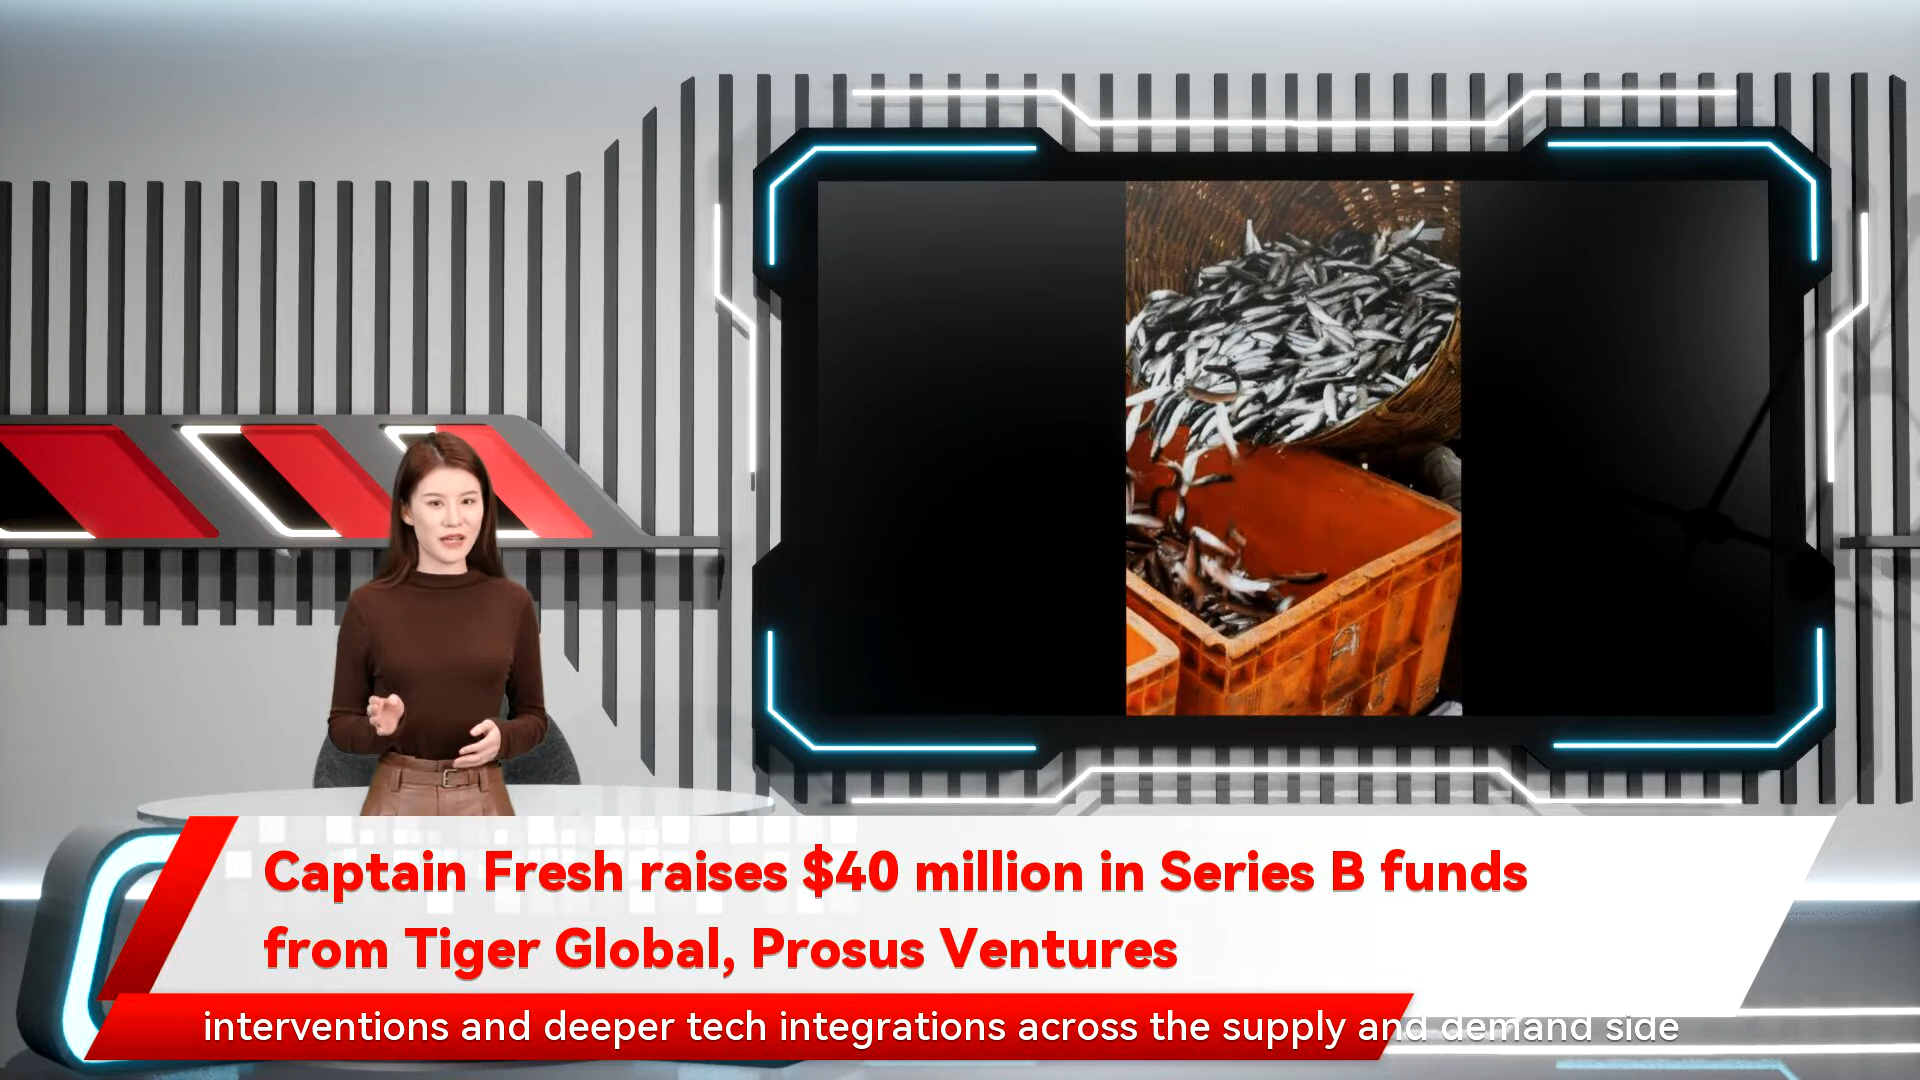 Captain Fresh raises $40 million in Series B funds
from Tiger Global, Prosus Ventures
interventions and deeper tech integrations across the supply and demand side